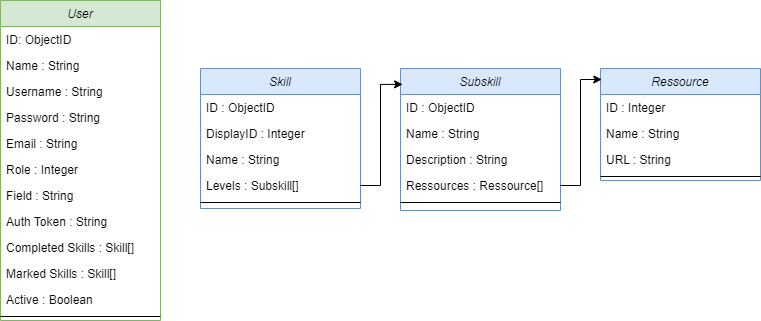 User
ID: ObjectID
Name : String
Username : String
Password : String
Email : String
Role : Integer
Field : String
Auth Token : String
Completed Skills : Skill[]
Marked Skills : Skill[]
Active : Boolean
Skill
ID : ObjectID
DisplayID : Integer
Name : String
Levels : Subskill[]
Subskill
ID : ObjectID
Name : String
Description : String
Ressources : Ressource[]
Ressource
ID : Integer
Name : String
URL : String